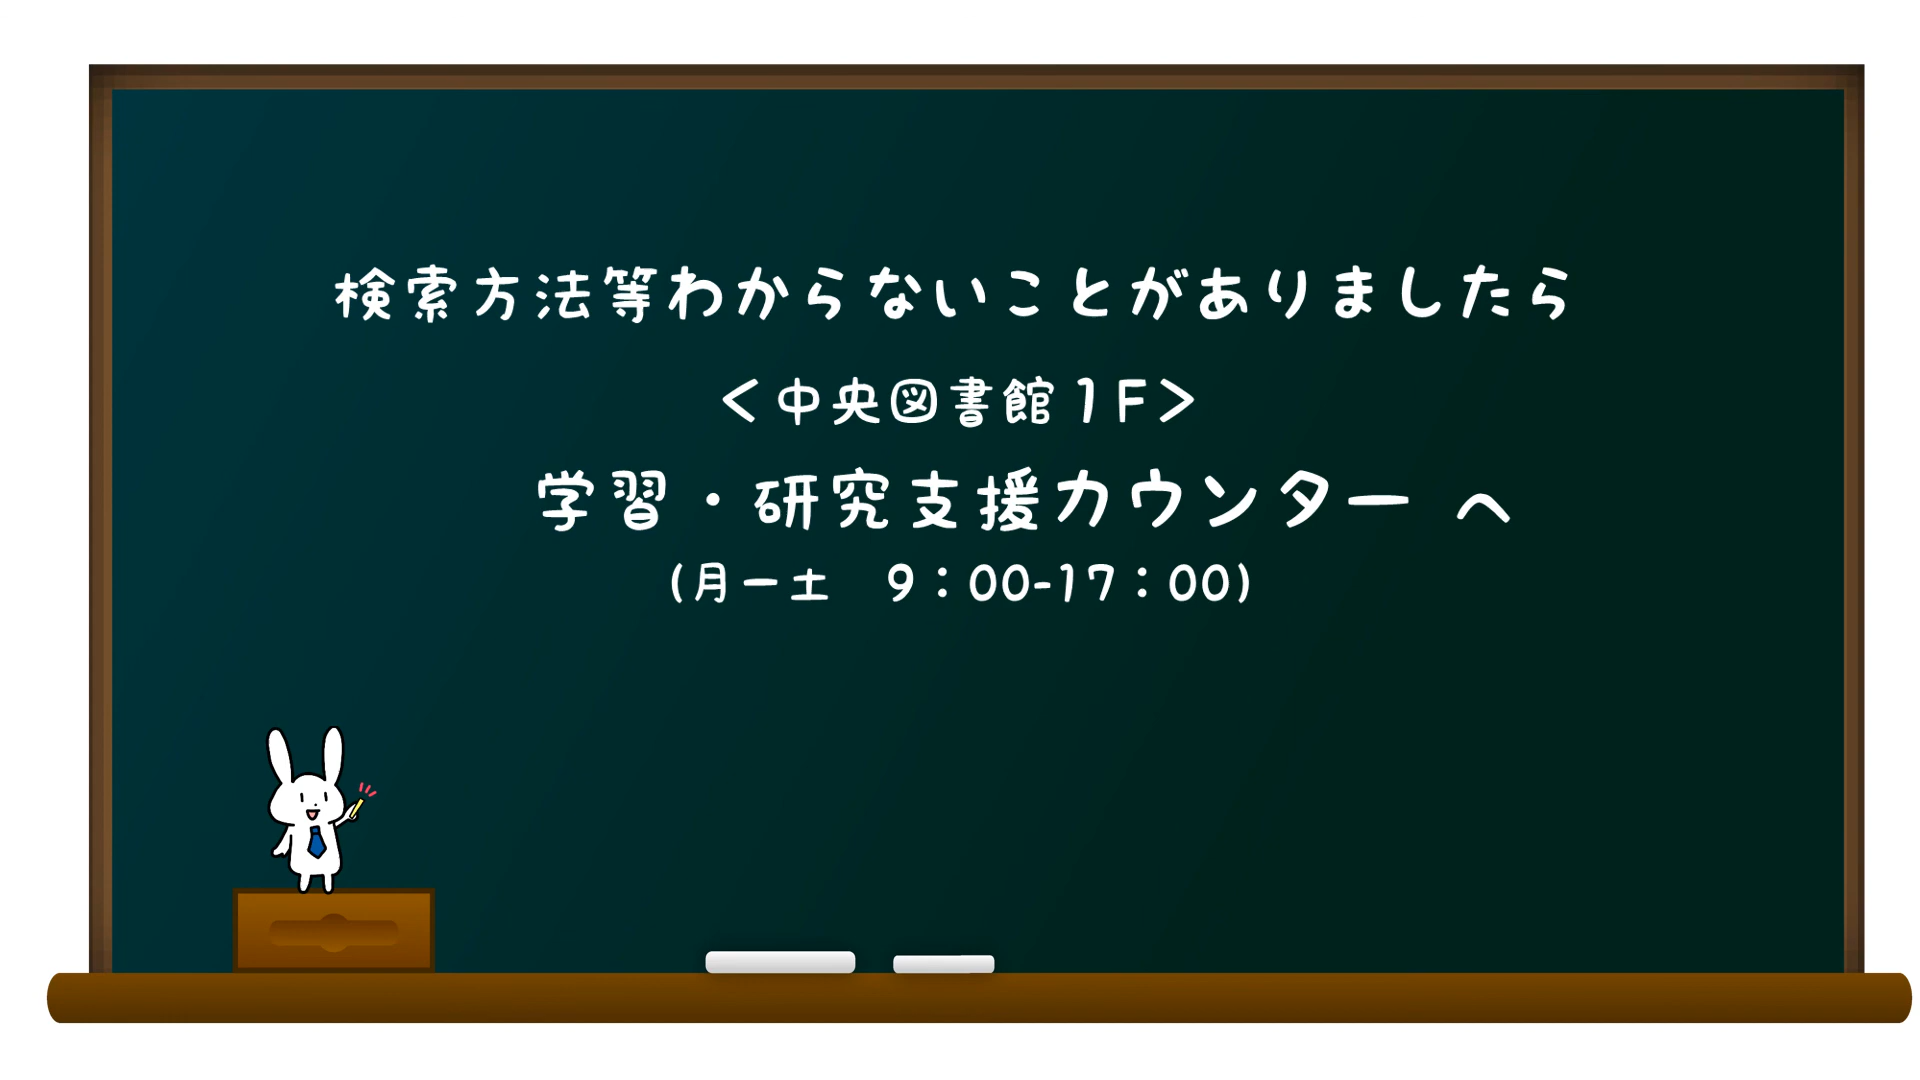 検索方法等わからないことがありましたら
＜中央図書館１F＞
学習・研究支援カウンター へ
(月ー土　9：00-17：00)